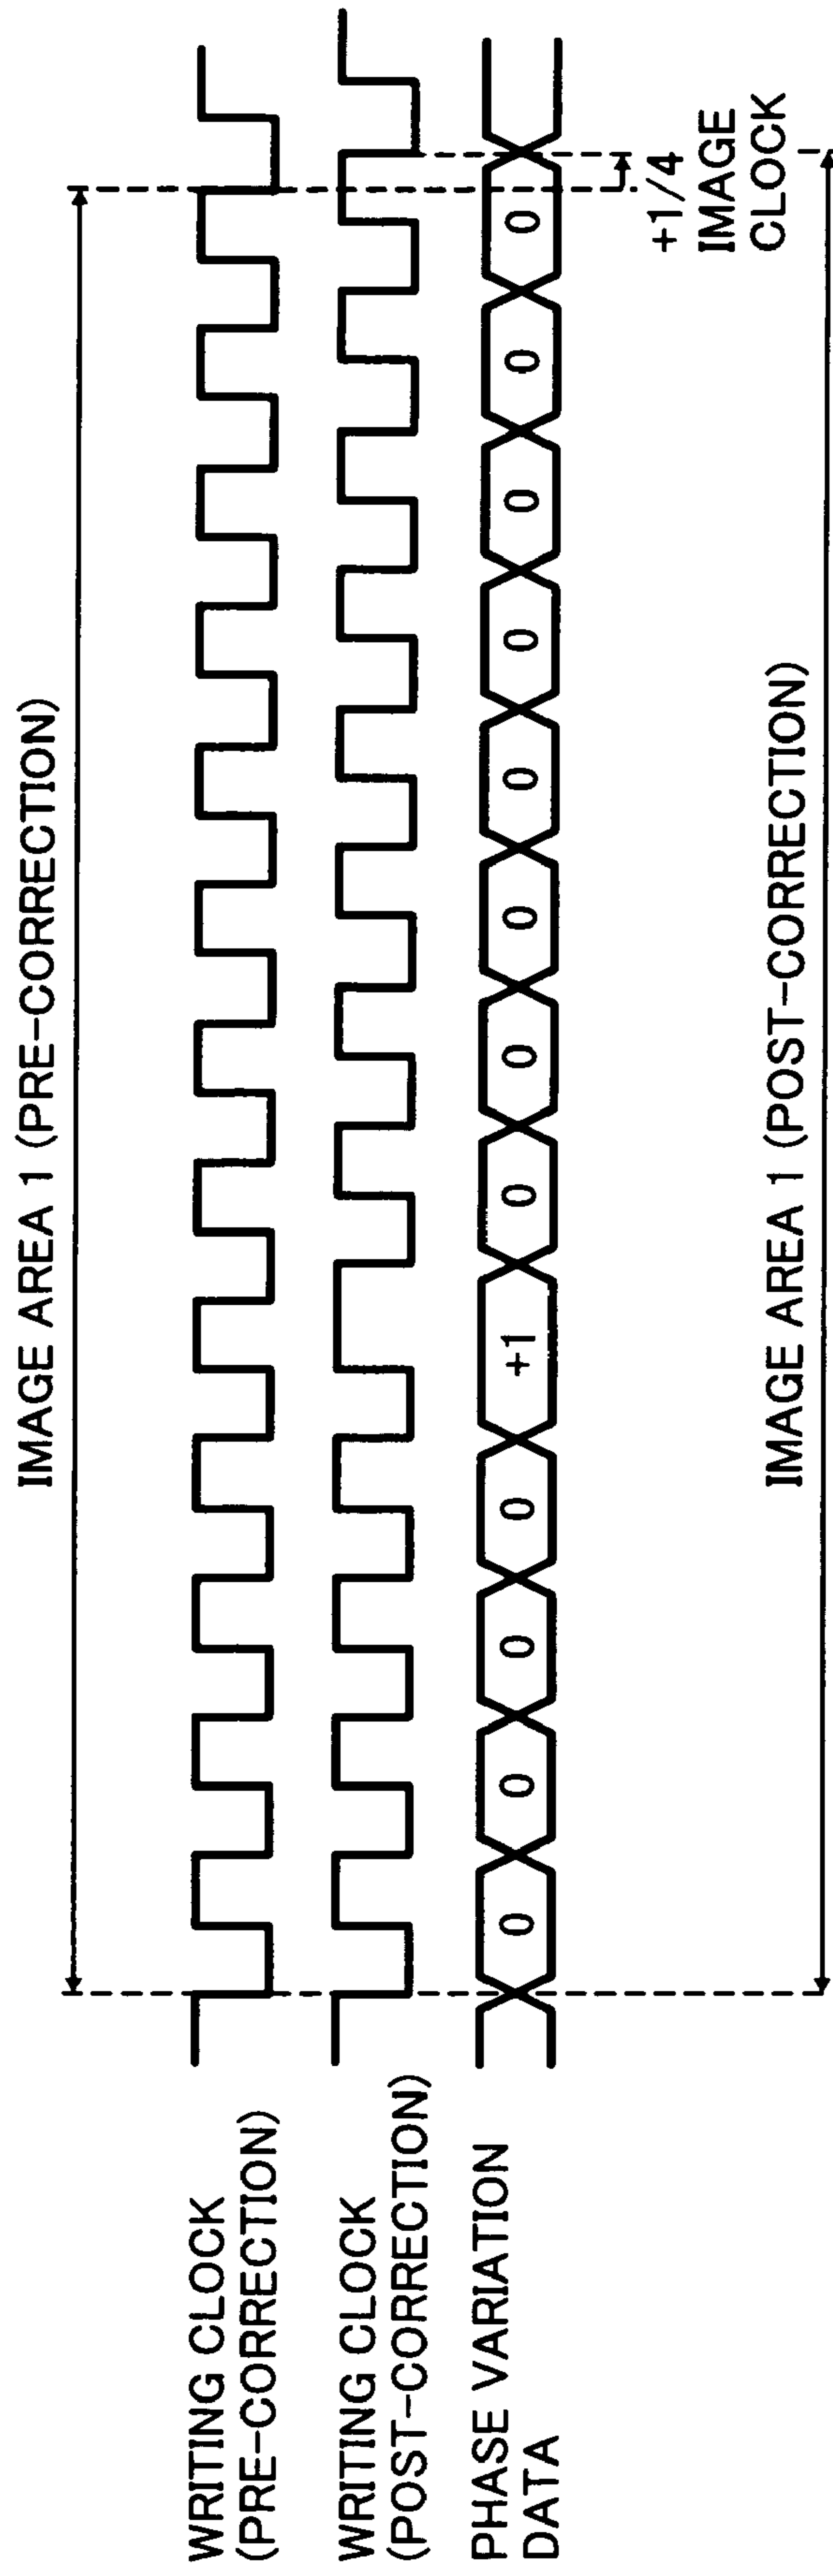 IMAGE AREA 1 (PRE-CORRECTION)
WRITING CLOCK
(PRE-CORRECTION)
WRITING CLOCK
(POST-CORRECTION)
PHASE VARIATION
DATA
0 0 0 0 +1 0 0 0 0 0 0 0 0
+1/4
IMAGE
CLOCK
IMAGE AREA 1 (POST-CORRECTION)